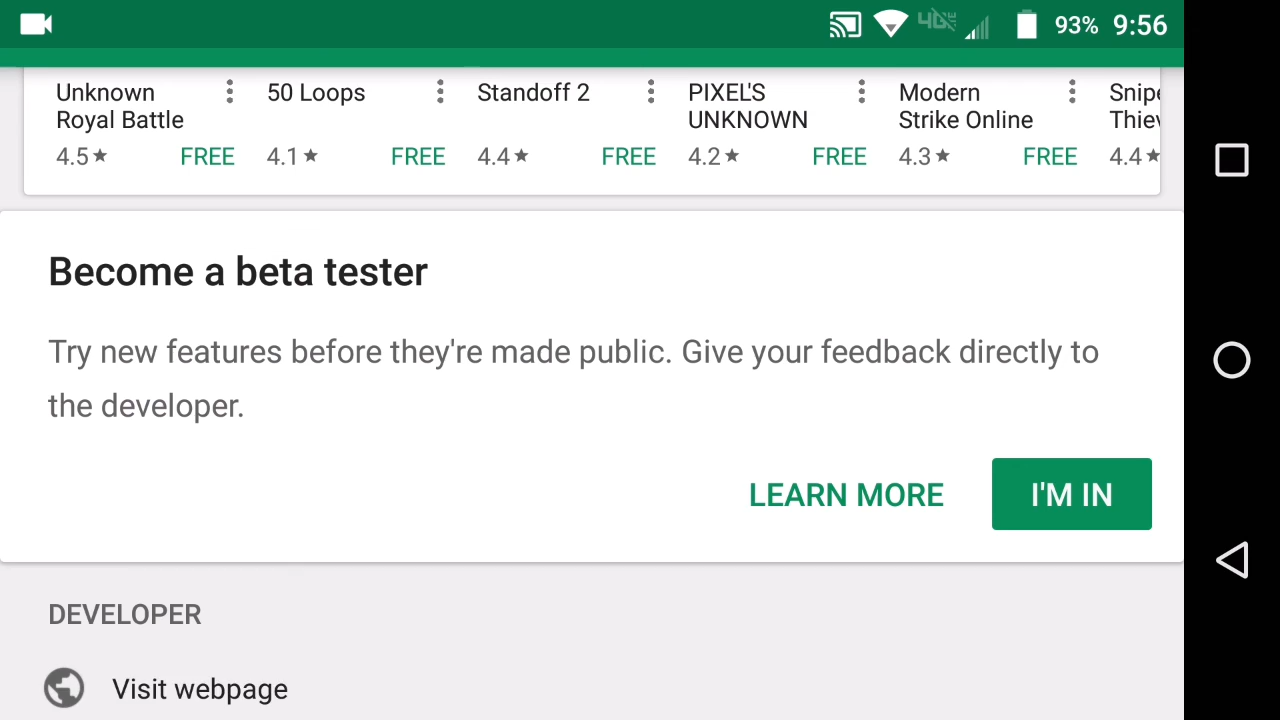 93% 9:56
Unknown 50 Loops Standoff 2 PIXEL'S Modern Snipe
Royal Battle UNKNOWN Strike Online Thiev
4.5★ FREE 4.1★ FREE 4.4★ FREE 4.2★ FREE 4.3★ FREE 4.4★
Become a beta tester
Try new features before they're made public. Give your feedback directly to
the developer.
LEARN MORE I'M IN
DEVELOPER
Visit webpage